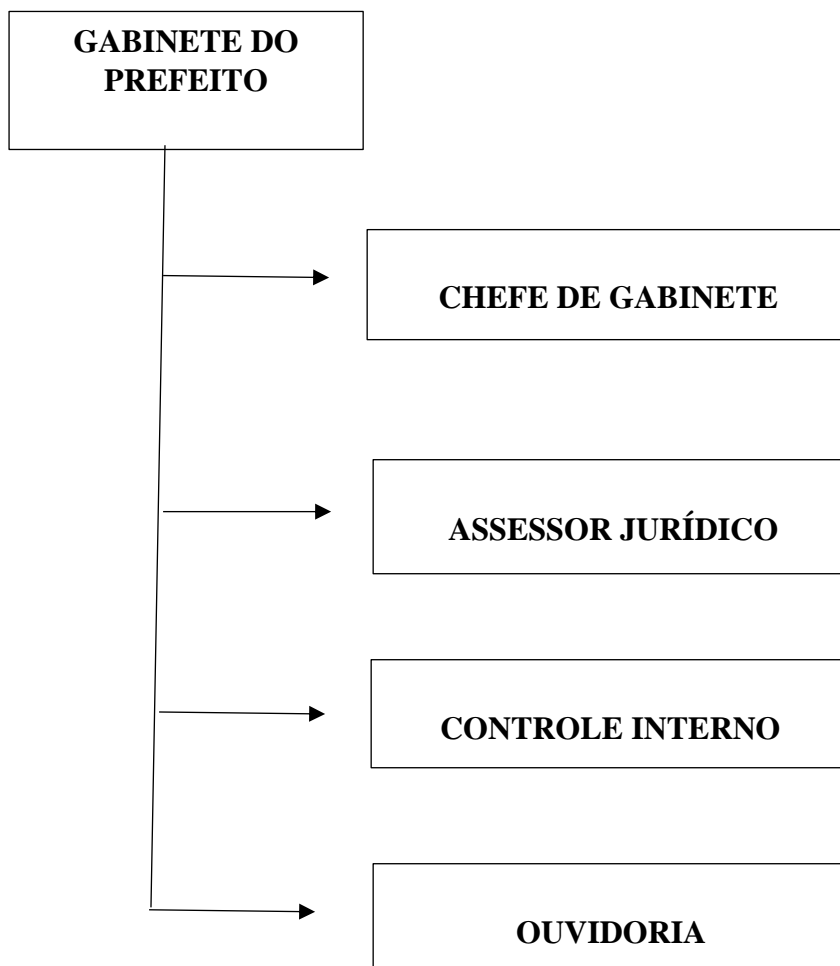 GABINETE DO
PREFEITO
CHEFE DE GABINETE
ASSESSOR JURÍDICO
CONTROLE INTERNO
OUVIDORIA